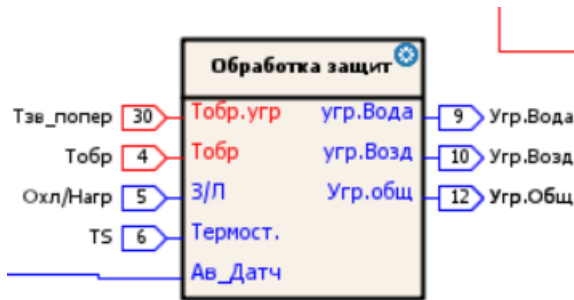 Обработка защит
Тзв_попер 30 Тобр.угр угр.Вода 9 Угр.Вода
Тобр 4 Тобр угр.Возд 10 Угр.Возд
Охл/Нагр 5 З/Л Угр.общ 12 Угр.Общ
TS 6 Термост.
Ав_Датч